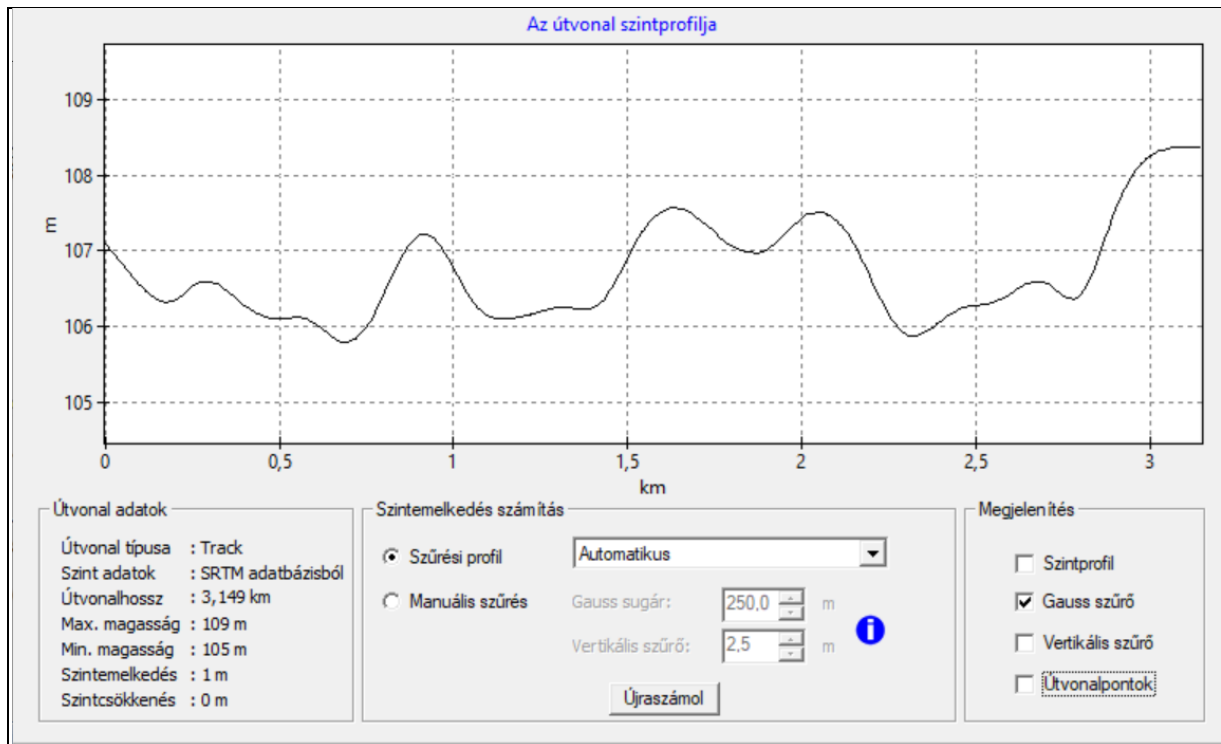 Az útvonal szintprofilja
109
108
107
106
105
m
0 0,5 1 1,5 2 2,5 3
km
Útvonal adatok
Útvonal típusa : Track
Szint adatok : SRTM adatbázisból
Útvonalhossz : 3,149 km
Max. magasság : 109 m
Min. magasság : 105 m
Szintemelkedés : 1 m
Szintcsökkenés : 0 m
Szintemelkedés számítás
Szűrési profil Automatikus
Manuális szűrés Gauss sugár: 250,0 m
Vertikális szűrő: 2,5 m
i
Újraszámol
Megjelenítés
Szintprofil
Gauss szűrő
Vertikális szűrő
Útvonalpontok